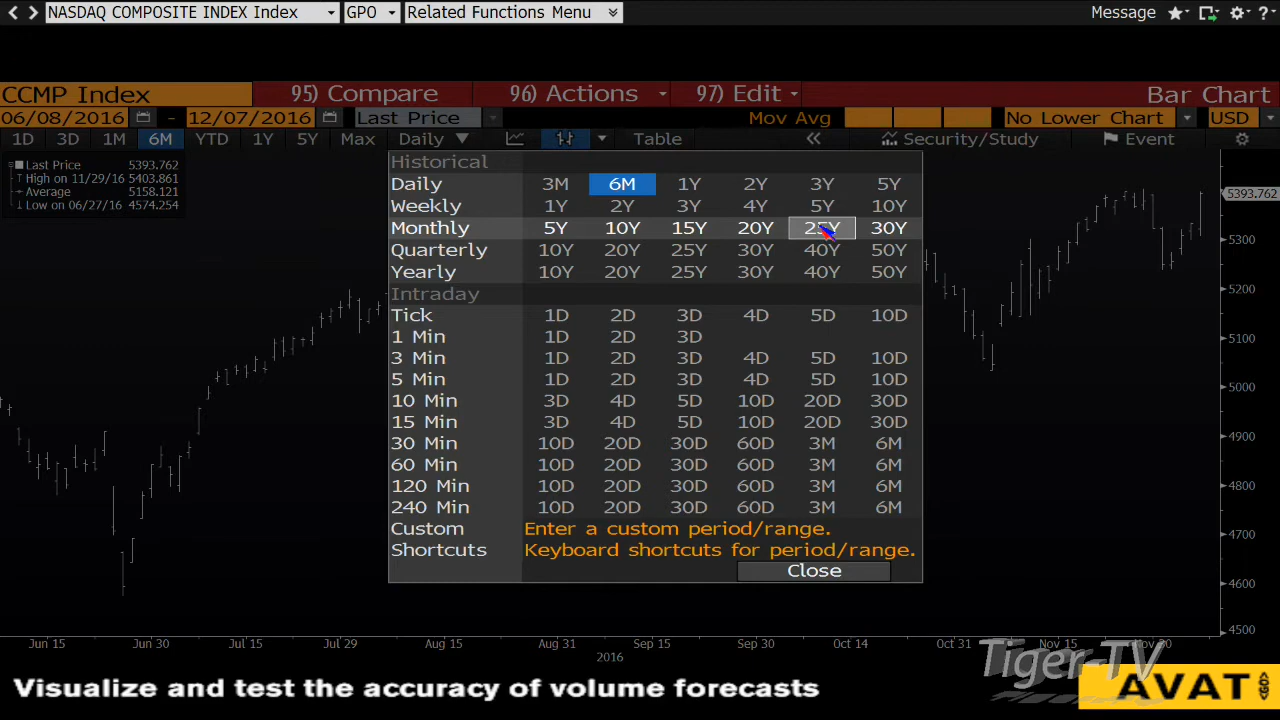 NASDAQ COMPOSITE INDEX Index GPO Related Functions Menu Message ?
CCMP Index 95) Compare 96) Actions 97) Edit Bar Chart
06/08/2016 - 12/07/2016 Last Price Mov Avg No Lower Chart USD
1D 3D 1M 6M YTD 1Y 5Y Max Daily Table Security/Study Event
Last Price 5393.762
High on 11/29/16 5403.861
Average 5158.121
Low on 06/27/16 4574.254
Historical
Daily 3M 6M 1Y 2Y 3Y 5Y
Weekly 1Y 2Y 3Y 4Y 5Y 10Y
Monthly 5Y 10Y 15Y 20Y 25Y 30Y
Quarterly 10Y 20Y 25Y 30Y 40Y 50Y
Yearly 10Y 20Y 25Y 30Y 40Y 50Y
Intraday
Tick 1D 2D 3D 4D 5D 10D
1 Min 1D 2D 3D
3 Min 1D 2D 3D 4D 5D 10D
5 Min 1D 2D 3D 4D 5D 10D
10 Min 3D 4D 5D 10D 20D 30D
15 Min 3D 4D 5D 10D 20D 30D
30 Min 10D 20D 30D 60D 3M 6M
60 Min 10D 20D 30D 60D 3M 6M
120 Min 10D 20D 30D 60D 3M 6M
240 Min 10D 20D 30D 60D 3M 6M
Custom Enter a custom period/range.
Shortcuts Keyboard shortcuts for period/range.
Close
5393.762
5300
5200
5100
5000
4900
4800
4700
4600
4500
Jun 15 Jun 30 Jul 15 Jul 29 Aug 15 Aug 31 Sep 15 Sep 30 Oct 14 Oct 31 Nov 15 Nov 30
2016
Tiger-TV
Visualize and test the accuracy of volume forecasts
AVAT <GO>